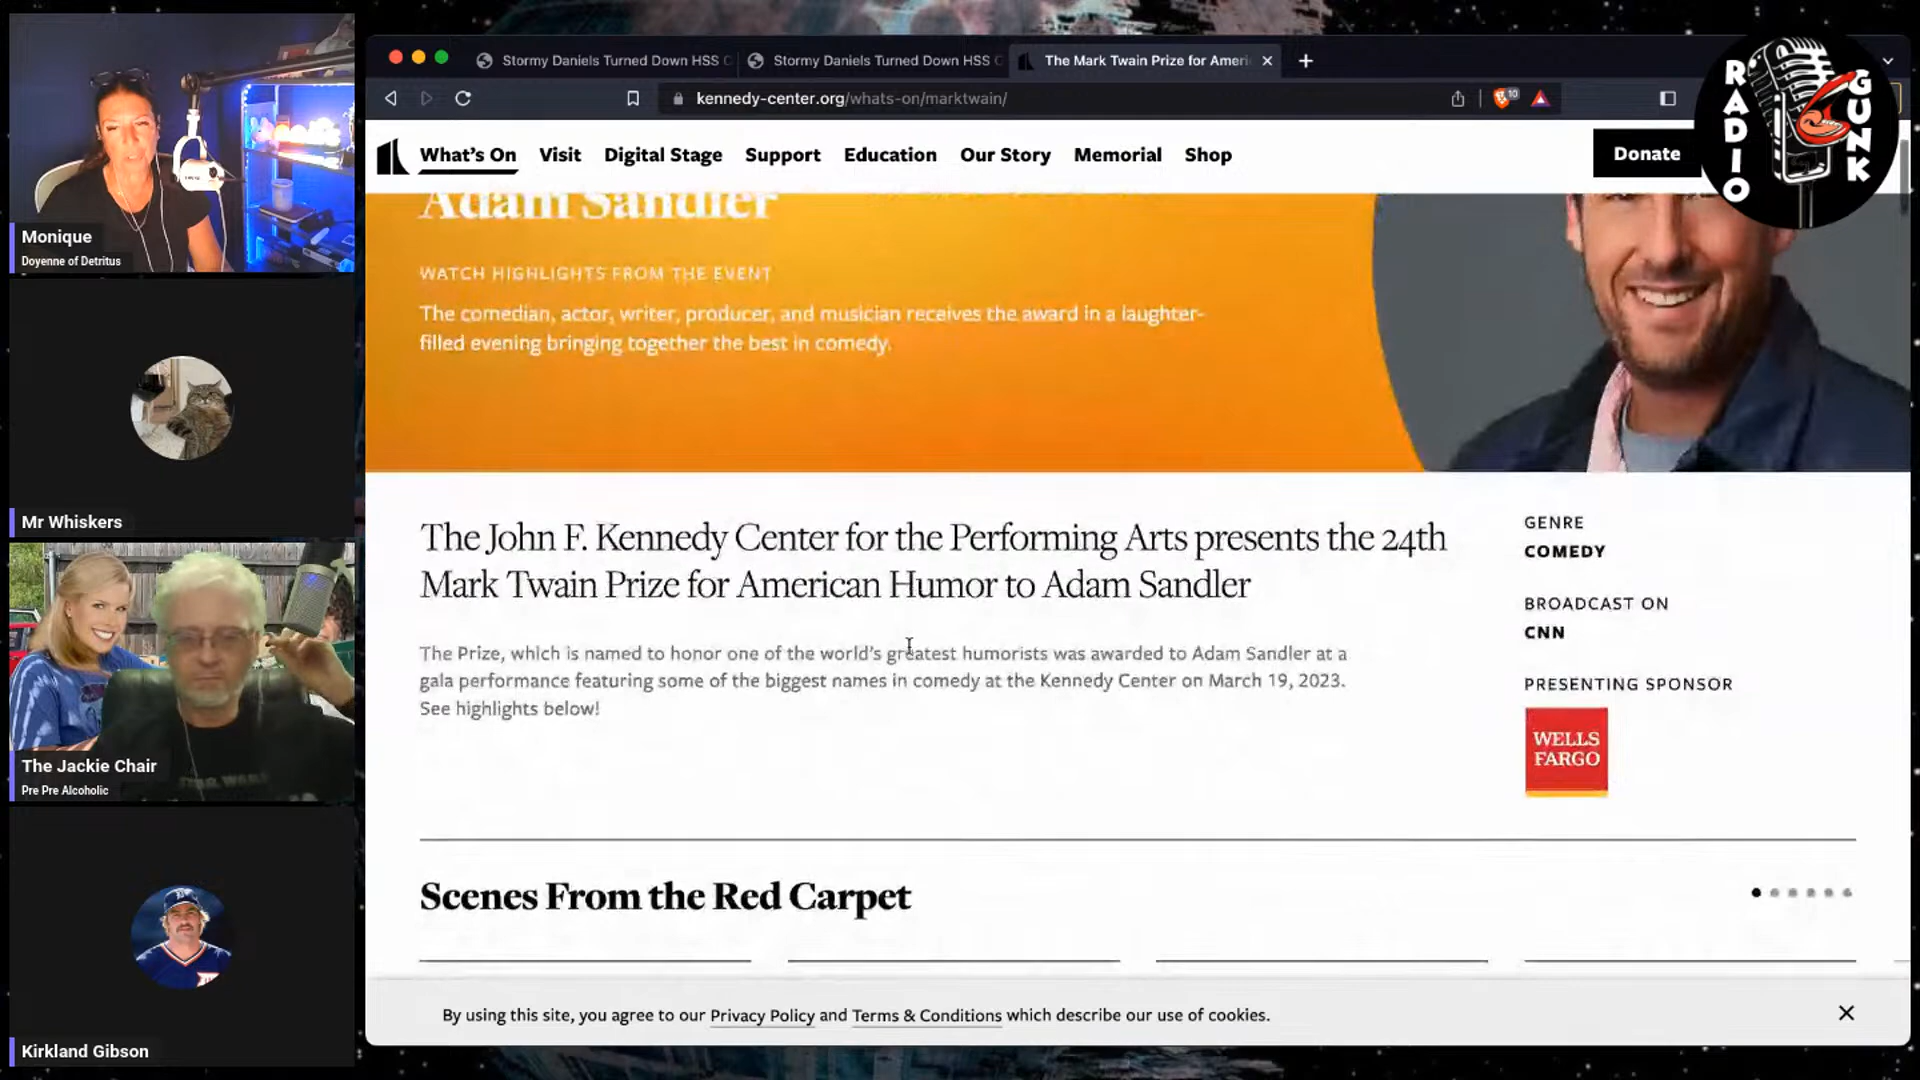 Monique
Doyenne of Detritus
Mr Whiskers
The Jackie Chair
Pre Pre Alcoholic
Kirkland Gibson
Stormy Daniels Turned Down HSS C
Stormy Daniels Turned Down HSS C
The Mark Twain Prize for Ameri
kennedy-center.org/whats-on/marktwain/
10
RADIO GUNK
What's On
Visit
Digital Stage
Support
Education
Our Story
Memorial
Shop
Donate
Adam Sandler
WATCH HIGHLIGHTS FROM THE EVENT
The comedian, actor, writer, producer, and musician receives the award in a laughter-
filled evening bringing together the best in comedy.
The John F. Kennedy Center for the Performing Arts presents the 24th
Mark Twain Prize for American Humor to Adam Sandler
The Prize, which is named to honor one of the world's greatest humorists was awarded to Adam Sandler at a
gala performance featuring some of the biggest names in comedy at the Kennedy Center on March 19, 2023.
See highlights below!
GENRE
COMEDY
BROADCAST ON
CNN
PRESENTING SPONSOR
WELLS
FARGO
Scenes From the Red Carpet
By using this site, you agree to our Privacy Policy and Terms & Conditions which describe our use of cookies.